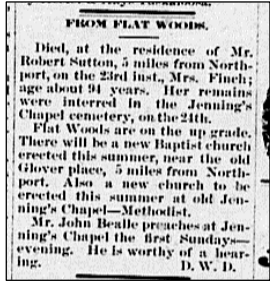 FROM FLAT WOODS.
Died, at the residence of Mr.
Robert Sutton, 5 miles from North-
port, on the 23rd inst., Mrs. Finch;
age about 94 years. Her remains
were interred in the Jenning's
Chapel cemetery, on the 24th.
Flat Woods are on the up grade.
There will be a new Baptist church
erected this summer, near the old
Glover place, 5 miles from North-
port. Also a new church to be
erected this summer at old Jen-
ning's Chapel—Methodist.
Mr. John Bealle preaches at Jen-
ning's Chapel the first Sundays—
evening. He is worthy of a hear-
ing. D. W. D.